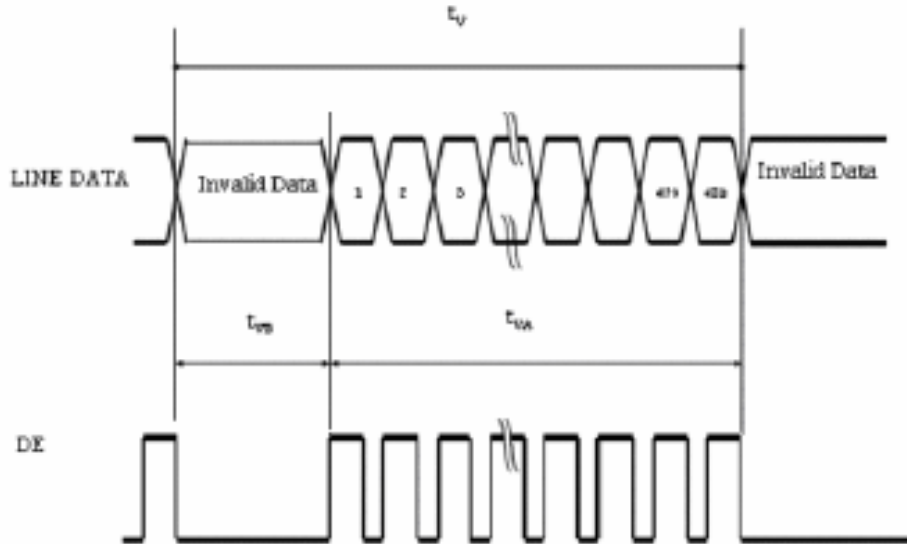 tV
LINE DATA
Invalid Data
1
2
3
479
480
Invalid Data
tVB
tVA
DE